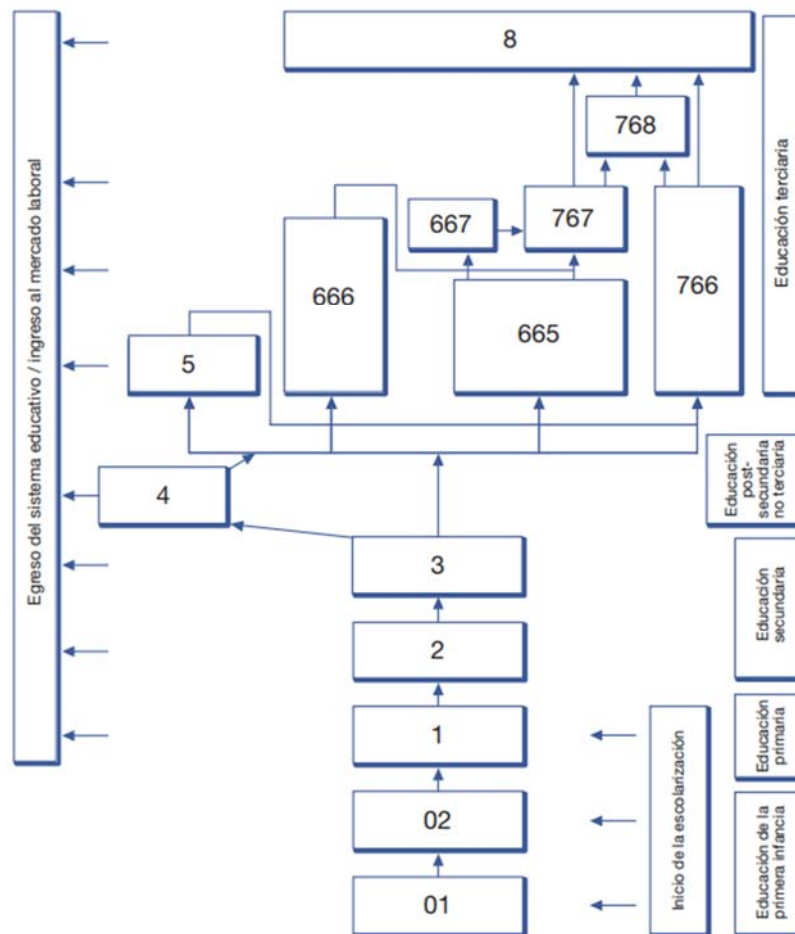 Egreso del sistema educativo / ingreso al mercado laboral
8
768
667
767
666
665
766
5
4
3
2
1
02
01
Inicio de la escolarización
Educación terciaria
Educación
post-
secundaria
no terciaria
Educación
secundaria
Educación
primaria
Educación de la
primera infancia